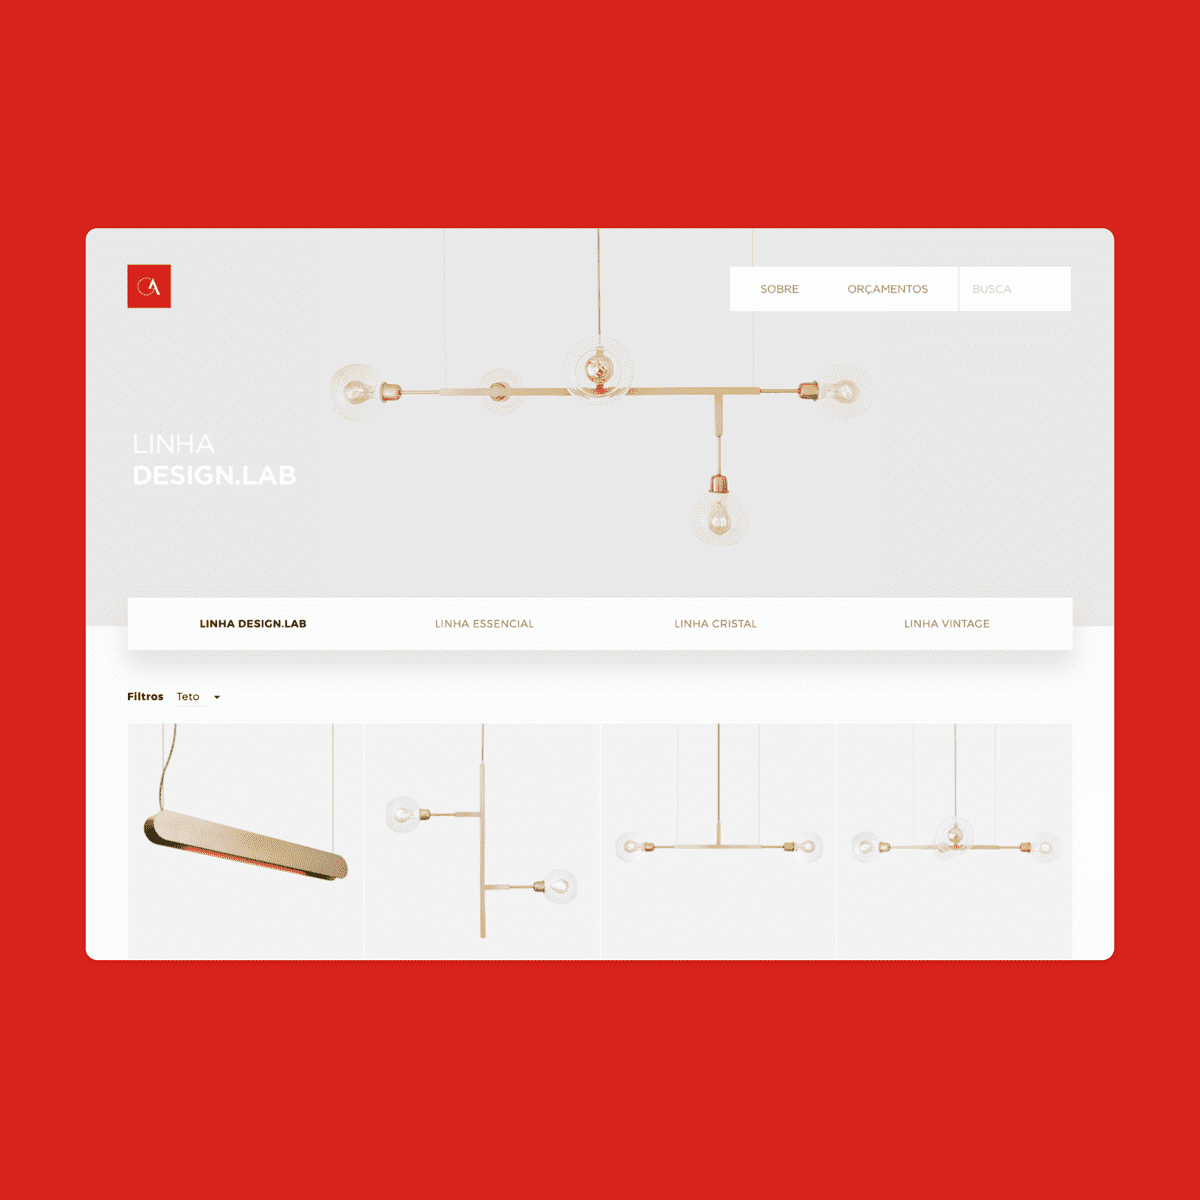 CA
SOBRE
ORÇAMENTOS
BUSCA
LINHA
DESIGN.LAB
LINHA DESIGN.LAB
LINHA ESSENCIAL
LINHA CRISTAL
LINHA VINTAGE
Filtros Teto